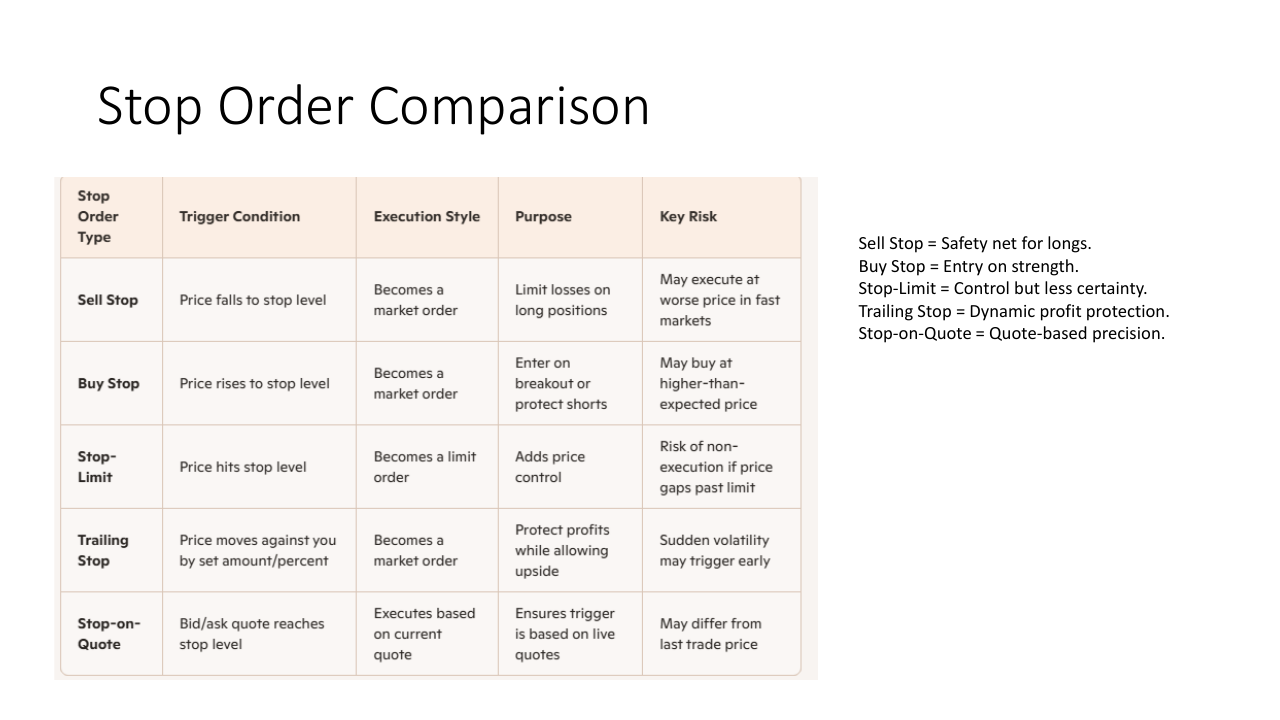 Stop Order Comparison
Stop
Order
Type
Trigger Condition
Execution Style
Purpose
Key Risk
Sell Stop
Price falls to stop level
Becomes a
market order
Limit losses on
long positions
May execute at
worse price in fast
markets
Buy Stop
Price rises to stop level
Becomes a
market order
Enter on
breakout or
protect shorts
May buy at
higher-than-
expected price
Stop-
Limit
Price hits stop level
Becomes a limit
order
Adds price
control
Risk of non-
execution if price
gaps past limit
Trailing
Stop
Price moves against you
by set amount/percent
Becomes a
market order
Protect profits
while allowing
upside
Sudden volatility
may trigger early
Stop-on-
Quote
Bid/ask quote reaches
stop level
Executes based
on current
quote
Ensures trigger
is based on live
quotes
May differ from
last trade price
Sell Stop = Safety net for longs.
Buy Stop = Entry on strength.
Stop-Limit = Control but less certainty.
Trailing Stop = Dynamic profit protection.
Stop-on-Quote = Quote-based precision.